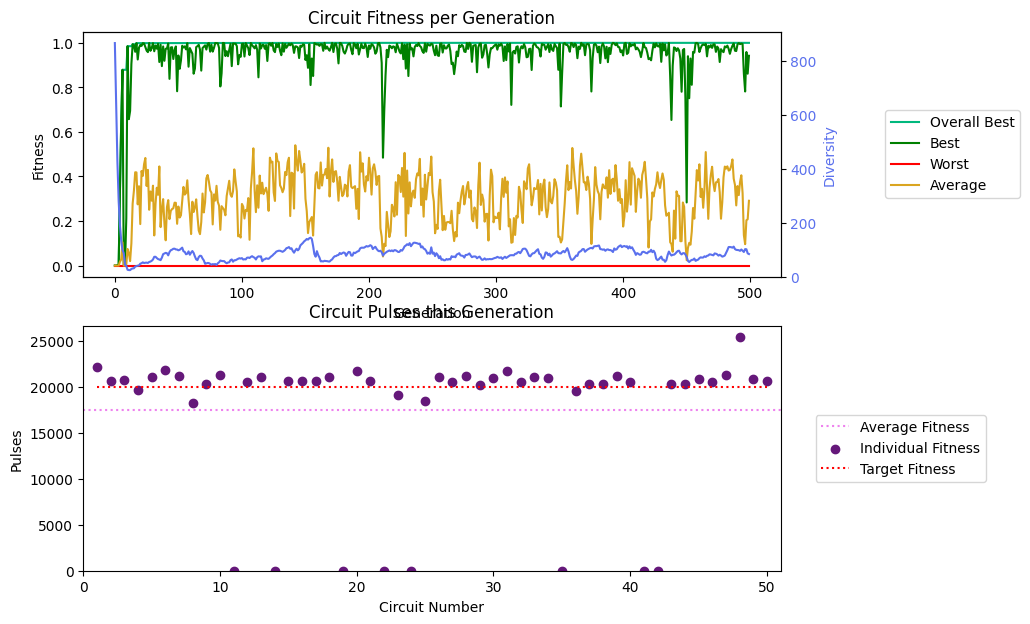 Circuit Fitness per Generation
1.0
0.8
0.6
0.4
0.2
0.0
Fitness
0 100 200 300 400 500
Generation
800
600
400
200
0
Diversity
Overall Best
Best
Worst
Average
Circuit Pulses this Generation
25000
20000
15000
10000
5000
0
Pulses
0 10 20 30 40 50
Circuit Number
Average Fitness
Individual Fitness
Target Fitness